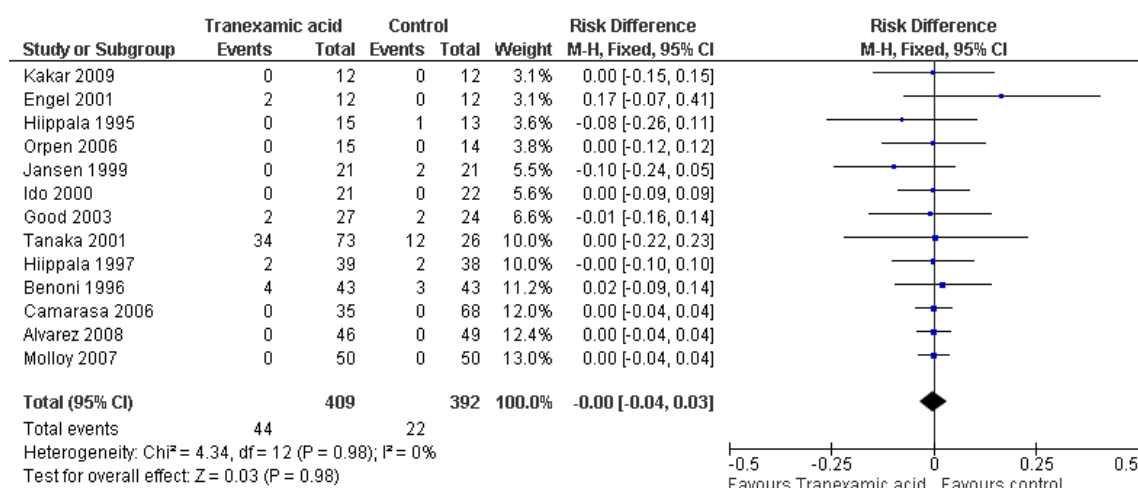 Tranexamic acid Control Risk Difference Risk Difference
Study or Subgroup Events Total Events Total Weight M-H, Fixed, 95% CI M-H, Fixed, 95% CI
Kakar 2009 0 12 0 12 3.1% 0.00 [-0.15, 0.15]
Engel 2001 2 12 0 12 3.1% 0.17 [-0.07, 0.41]
Hiippala 1995 0 15 1 13 3.6% -0.08 [-0.26, 0.11]
Orpen 2006 0 15 0 14 3.8% 0.00 [-0.12, 0.12]
Jansen 1999 0 21 2 21 5.5% -0.10 [-0.24, 0.05]
Ido 2000 0 21 0 22 5.6% 0.00 [-0.09, 0.09]
Good 2003 2 27 2 24 6.6% -0.01 [-0.16, 0.14]
Tanaka 2001 34 73 12 26 10.0% 0.00 [-0.22, 0.23]
Hiippala 1997 2 39 2 38 10.0% -0.00 [-0.10, 0.10]
Benoni 1996 4 43 3 43 11.2% 0.02 [-0.09, 0.14]
Camarasa 2006 0 35 0 68 12.0% 0.00 [-0.04, 0.04]
Alvarez 2008 0 46 0 49 12.4% 0.00 [-0.04, 0.04]
Molloy 2007 0 50 0 50 13.0% 0.00 [-0.04, 0.04]
Total (95% CI) 409 392 100.0% -0.00 [-0.04, 0.03]
Total events 44 22
Heterogeneity: Chi² = 4.34, df = 12 (P = 0.98); I² = 0%
Test for overall effect: Z = 0.03 (P = 0.98)
-0.5 -0.25 0 0.25 0.5
Favours Tranexamic acid Favours control